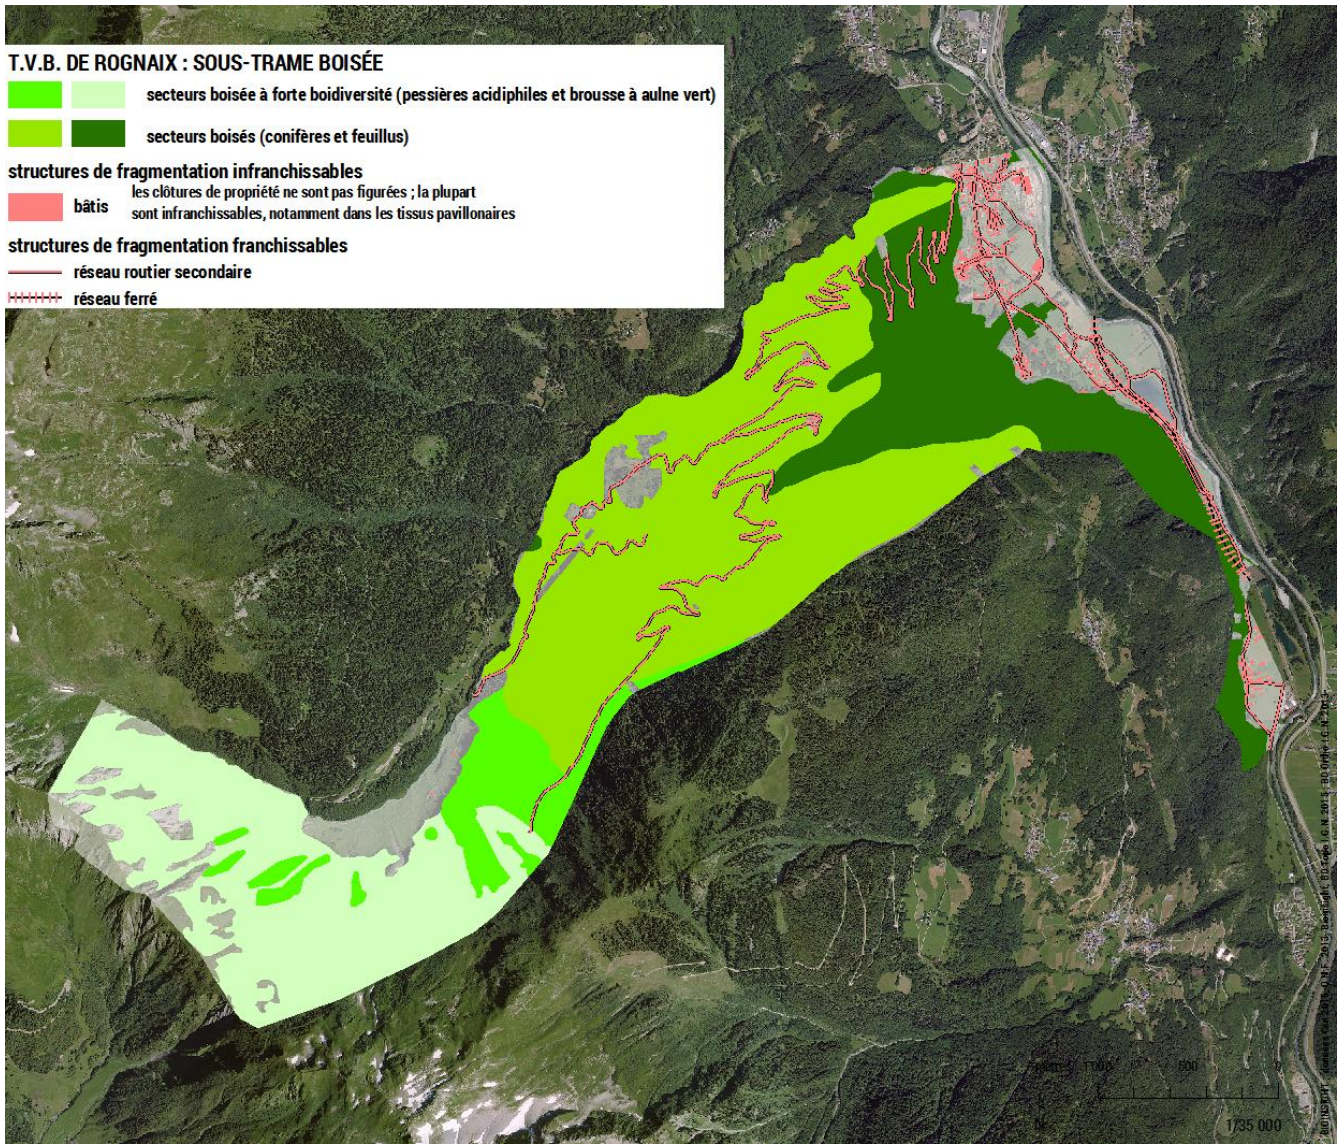 T.V.B. DE ROGNAIX : SOUS-TRAME BOISÉE
secteurs boisée à forte boidiversité (pessières acidiphiles et brousse à aulne vert)
secteurs boisés (conifères et feuillus)
structures de fragmentation infranchissables
bâtis
les clôtures de propriété ne sont pas figurées ; la plupart
sont infranchissables, notamment dans les tissus pavillonaires
structures de fragmentation franchissables
réseau routier secondaire
réseau ferré
500
0
1/35 000